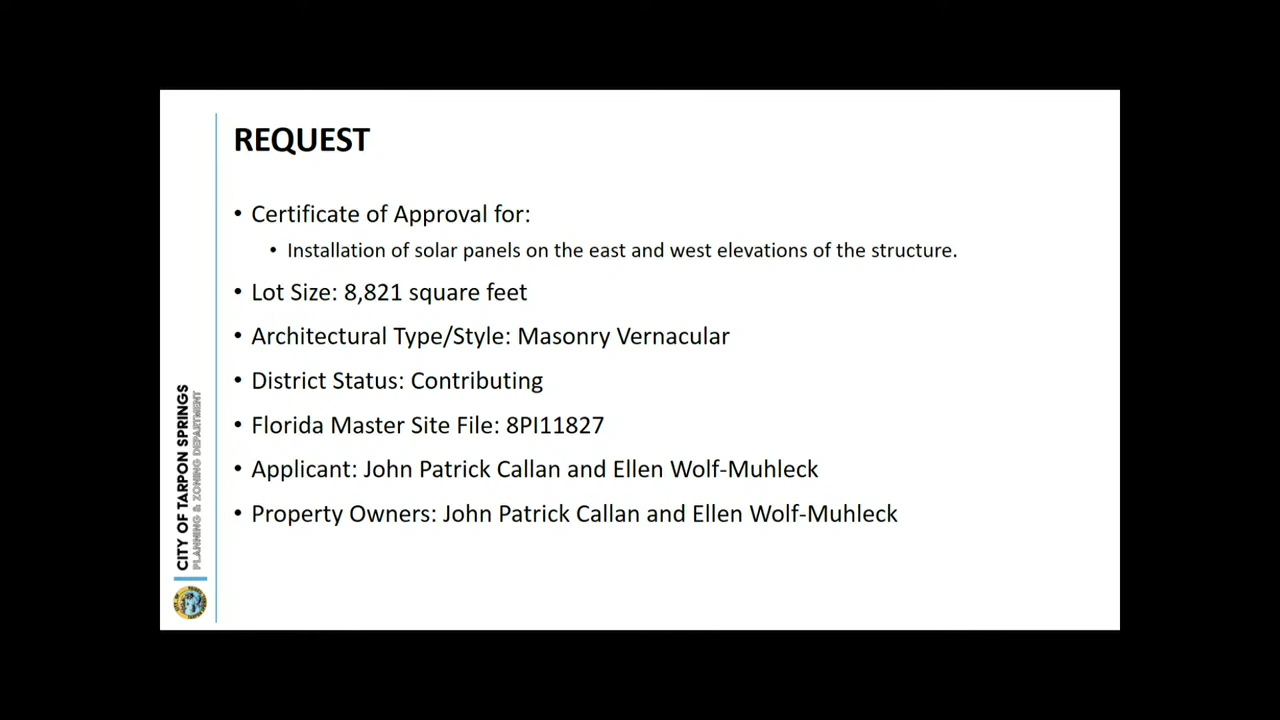 REQUEST
• Certificate of Approval for:
• Installation of solar panels on the east and west elevations of the structure.
• Lot Size: 8,821 square feet
• Architectural Type/Style: Masonry Vernacular
• District Status: Contributing
• Florida Master Site File: 8PI11827
• Applicant: John Patrick Callan and Ellen Wolf-Muhleck
• Property Owners: John Patrick Callan and Ellen Wolf-Muhleck
CITY OF TARPON SPRINGS
PLANNING & ZONING DEPARTMENT